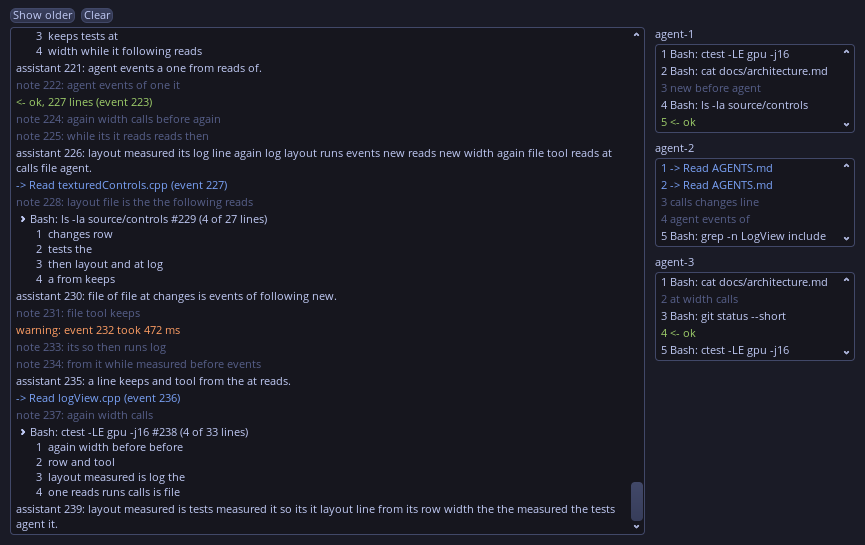 Show older Clear
3 keeps tests at
4 width while it following reads
assistant 221: agent events a one from reads of.
note 222: agent events of one it
<- ok, 227 lines (event 223)
note 224: again width calls before again
note 225: while its it reads reads then
assistant 226: layout measured its log line again log layout runs events new reads new width again file tool reads at
calls file agent.
-> Read texturedControls.cpp (event 227)
note 228: layout file is the the following reads
Bash: ls -la source/controls #229 (4 of 27 lines)
1 changes row
2 tests the
3 then layout and at log
4 a from keeps
assistant 230: file of file at changes is events of following new.
note 231: file tool keeps
warning: event 232 took 472 ms
note 233: its so then runs log
note 234: from it while measured before events
assistant 235: a line keeps and tool from the at reads.
-> Read logView.cpp (event 236)
note 237: again width calls
Bash: ctest -LE gpu -j16 #238 (4 of 33 lines)
1 again width before before
2 row and tool
3 layout measured is log the
4 one reads runs calls is file
assistant 239: layout measured is tests measured it so its it layout line from its row width the the measured the tests
agent it.
agent-1
1 Bash: ctest -LE gpu -j16
2 Bash: cat docs/architecture.md
3 new before agent
4 Bash: ls -la source/controls
5 <- ok
agent-2
1 -> Read AGENTS.md
2 -> Read AGENTS.md
3 calls changes line
4 agent events of
5 Bash: grep -n LogView include
agent-3
1 Bash: cat docs/architecture.md
2 at width calls
3 Bash: git status --short
4 <- ok
5 Bash: ctest -LE gpu -j16